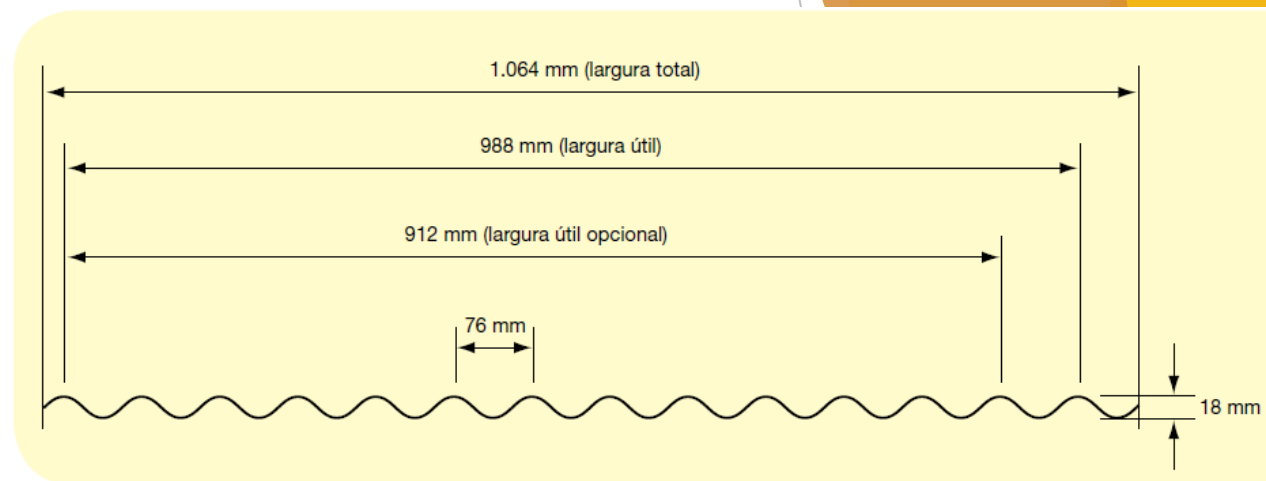 1.064 mm (largura total)
988 mm (largura útil)
912 mm (largura útil opcional)
76 mm
18 mm